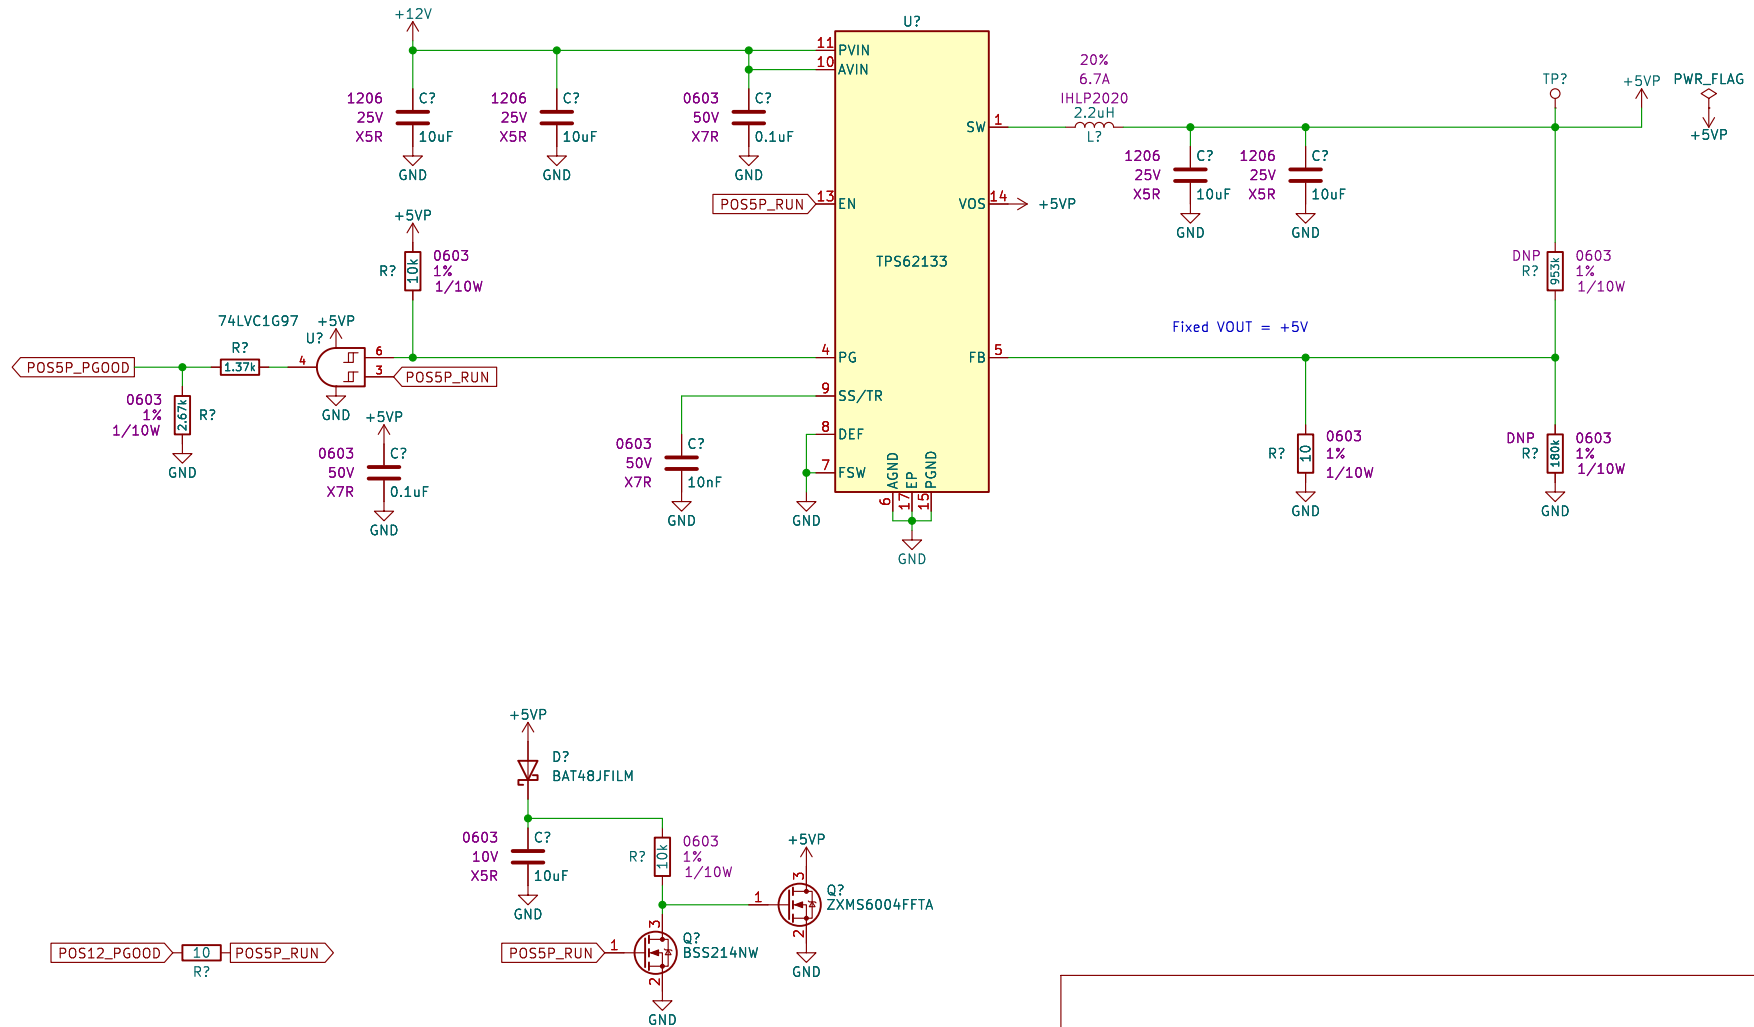 +12V
U?
11 PVIN
10 AVIN
1206 C?
25V
X5R 10uF
GND
1206 C?
25V
X5R 10uF
GND
0603 C?
50V
X7R 0.1uF
GND
20%
6.7A
IHLP2020
2.2uH
L?
SW 1
TP?
+5VP
PWR_FLAG
+5VP
1206 C?
25V
X5R 10uF
GND
1206 C?
25V
X5R 10uF
GND
POS5P_RUN 13 EN
VOS 14 +5VP
TPS62133
+5VP
R? 10k 0603
1%
1/10W
DNP 0603
R? 953k 1%
1/10W
Fixed VOUT = +5V
74LVC1G97 +5VP
U?
POS5P_PGOOD
R?
1.37k
4
6
3 POS5P_RUN
GND
4 PG
FB 5
9 SS/TR
8 DEF
7 FSW
0603
1% 2.67k R?
1/10W
GND
+5VP
0603 C?
50V
X7R 0.1uF
GND
0603 C?
50V
X7R 10nF
GND
GND
AGND EP PGND
6 17 15
GND
R? 10 0603
1%
1/10W
GND
DNP 0603
R? 180k 1%
1/10W
GND
+5VP
D?
BAT48JFILM
0603 C?
10V
X5R 10uF
GND
R? 10k 0603
1%
1/10W
+5VP
3
1 Q?
ZXMS6004FFTA
2
GND
POS12_PGOOD 10 POS5P_RUN
R?
POS5P_RUN 1
3
Q?
BSS214NW
2
GND